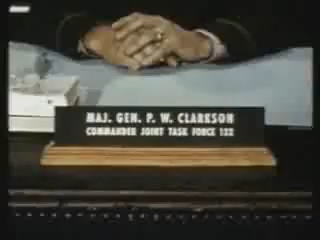 MAJ. GEN. P. W. CLARKSON
COMMANDER JOINT TASK FORCE 132